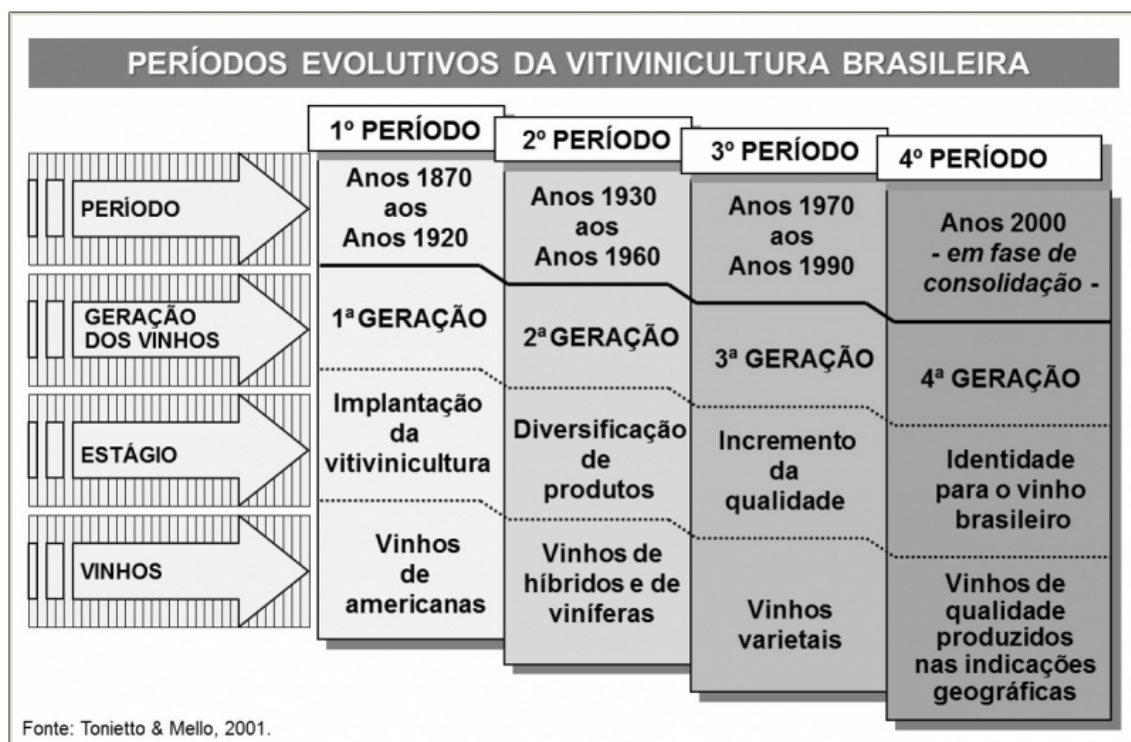 PERÍODOS EVOLUTIVOS DA VITIVINICULTURA BRASILEIRA
1º PERÍODO
2º PERÍODO
3º PERÍODO
4º PERÍODO
PERÍODO
Anos 1870
aos
Anos 1920
Anos 1930
aos
Anos 1960
Anos 1970
aos
Anos 1990
Anos 2000
- em fase de
consolidação -
GERAÇÃO
DOS VINHOS
1ª GERAÇÃO
2ª GERAÇÃO
3ª GERAÇÃO
4ª GERAÇÃO
ESTÁGIO
Implantação
da
vitivinicultura
Diversificação
de
produtos
Incremento
da
qualidade
Identidade
para o vinho
brasileiro
VINHOS
Vinhos
de
americanas
Vinhos de
híbridos e de
viníferas
Vinhos
varietais
Vinhos de
qualidade
produzidos
nas indicações
geográficas
Fonte: Tonietto & Mello, 2001.